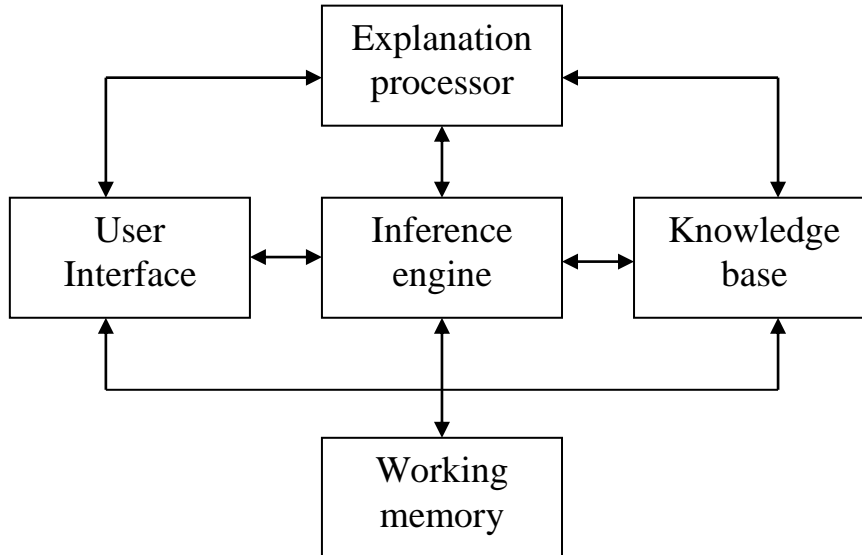 Explanation
processor
User
Interface
Inference
engine
Knowledge
base
Working
memory